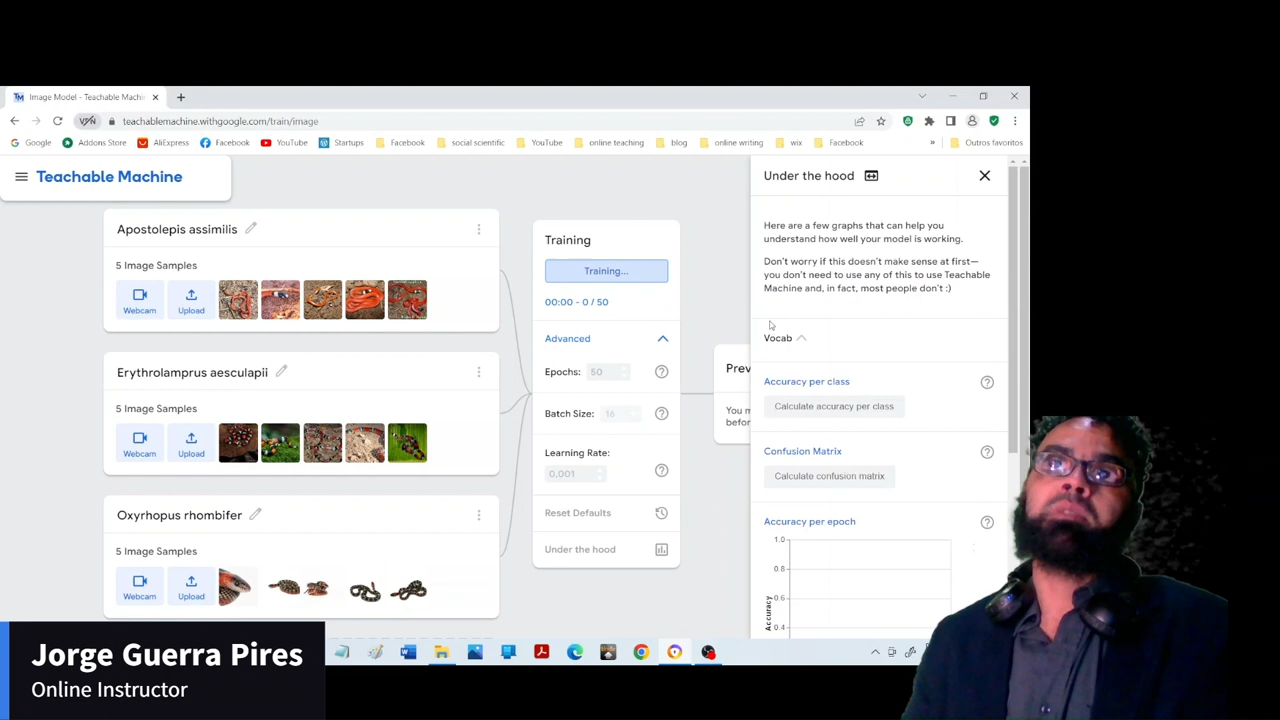 Image Model - Teachable Machi
teachablemachine.withgoogle.com/train/image
Google Addons Store AliExpress Facebook YouTube Startups Facebook social scientific YouTube online teaching blog online writing wix Facebook » Outros favoritos
Teachable Machine
Apostolepis assimilis
5 Image Samples
Webcam Upload
Erythrolamprus aesculapii
5 Image Samples
Webcam Upload
Oxyrhopus rhombifer
5 Image Samples
Webcam Upload
Training
Training...
00:00 - 0 / 50
Advanced
Epochs: 50
Batch Size: 16
Learning Rate:
0,001
Reset Defaults
Under the hood
Prev
You m
befor
Under the hood
Here are a few graphs that can help you
understand how well your model is working.
Don't worry if this doesn't make sense at first—
you don't need to use any of this to use Teachable
Machine and, in fact, most people don't :)
Vocab
Accuracy per class
Calculate accuracy per class
Confusion Matrix
Calculate confusion matrix
Accuracy per epoch
1.0
0.8
0.6
0.4
Accuracy
Jorge Guerra Pires
Online Instructor